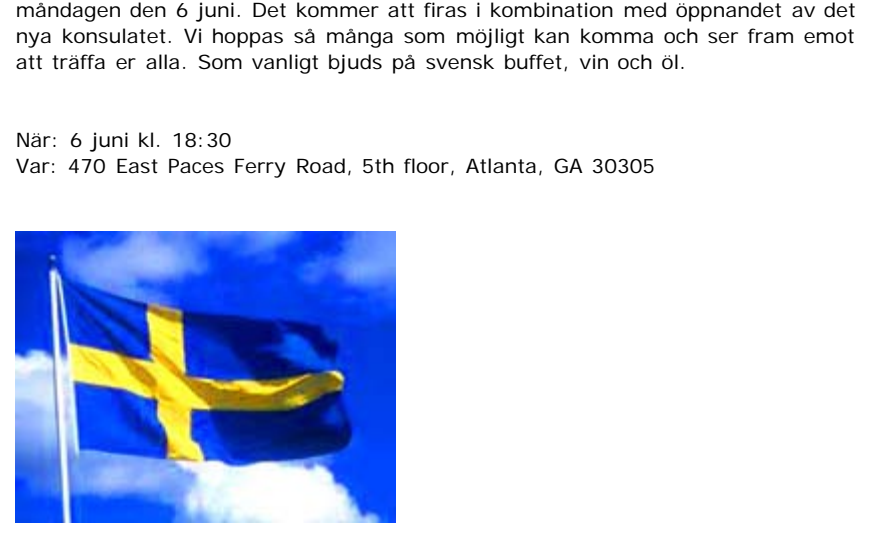 måndagen den 6 juni. Det kommer att firas i kombination med öppnandet av det
nya konsulatet. Vi hoppas så många som möjligt kan komma och ser fram emot
att träffa er alla. Som vanligt bjuds på svensk buffet, vin och öl.
När: 6 juni kl. 18:30
Var: 470 East Paces Ferry Road, 5th floor, Atlanta, GA 30305